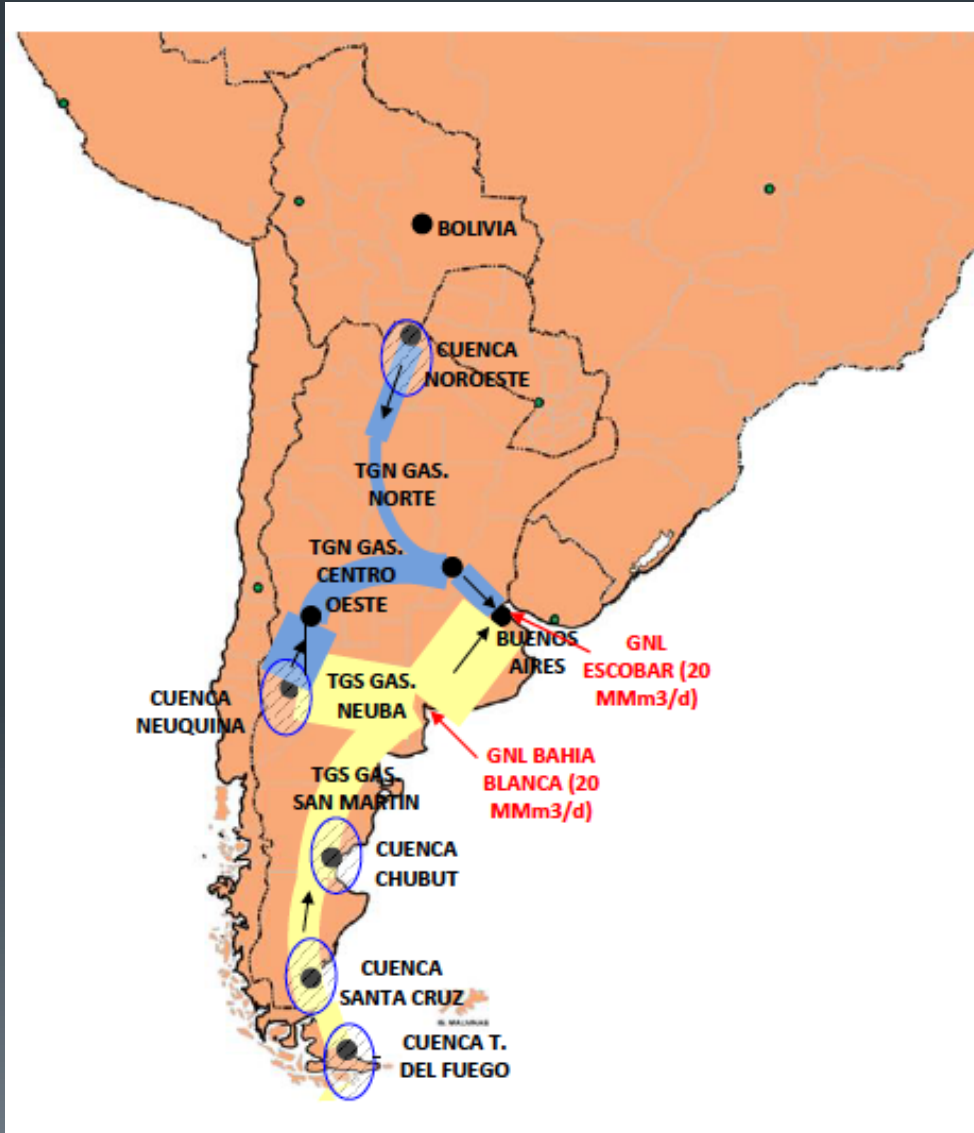 BOLIVIA
CUENCA
NOROESTE
TGN GAS.
NORTE
TGN GAS.
CENTRO
OESTE
BUENOS
AIRES
GNL
ESCOBAR (20
MMm3/d)
CUENCA
NEUQUINA
TGS GAS.
NEUBA
GNL BAHIA
BLANCA (20
MMm3/d)
TGS GAS.
SAN MARTIN
CUENCA
CHUBUT
CUENCA
SANTA CRUZ
IS. MALVINAS
CUENCA T.
DEL FUEGO